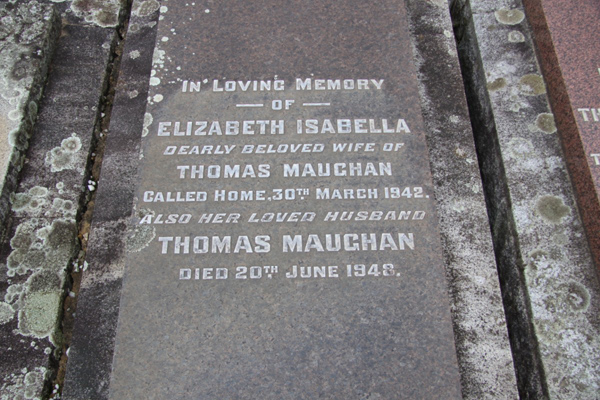 In Loving Memory
— OF —
ELIZABETH ISABELLA
DEARLY BELOVED WIFE OF
THOMAS MAUGHAN
CALLED HOME, 30TH MARCH 1942.
ALSO HER LOVED HUSBAND
THOMAS MAUGHAN
DIED 20TH JUNE 1948.